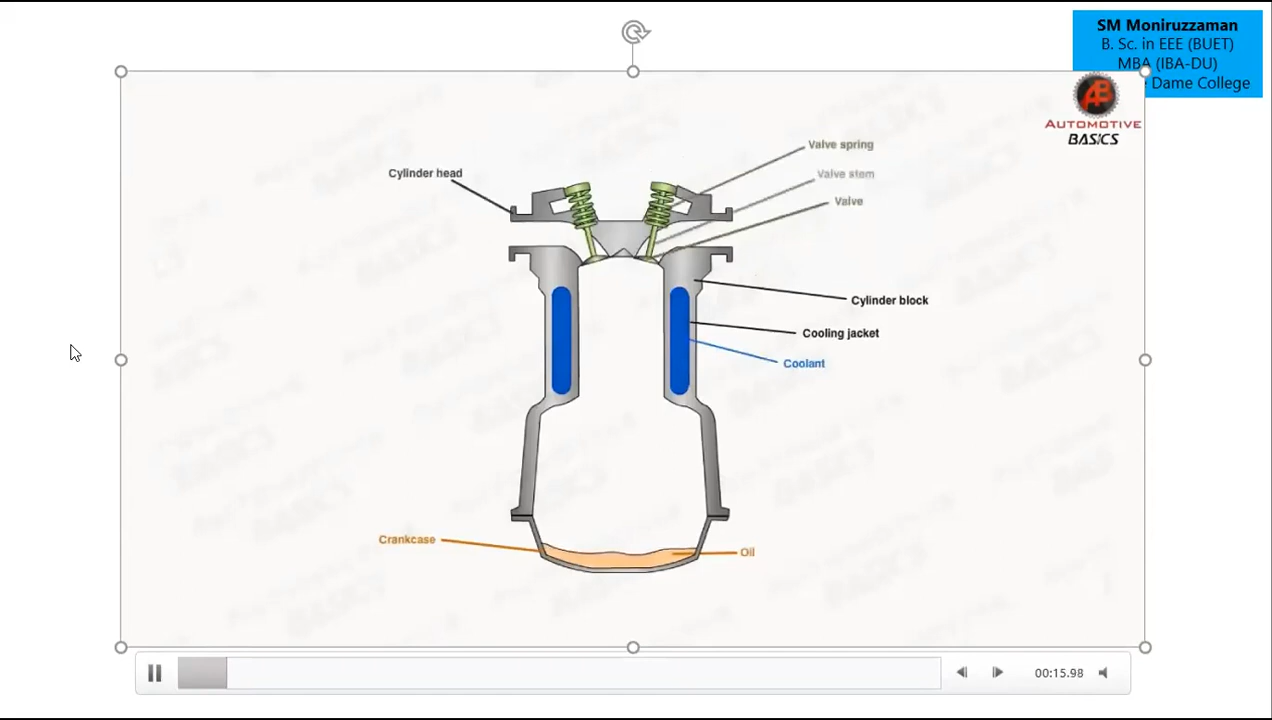 SM Moniruzzaman
B. Sc. in EEE (BUET)
MBA (IBA-DU)
Dame College
AB
AUTOMOTIVE
BASICS
Valve spring
Cylinder head
Valve stem
Valve
Cylinder block
Cooling jacket
Coolant
Crankcase
Oil
00:15.98